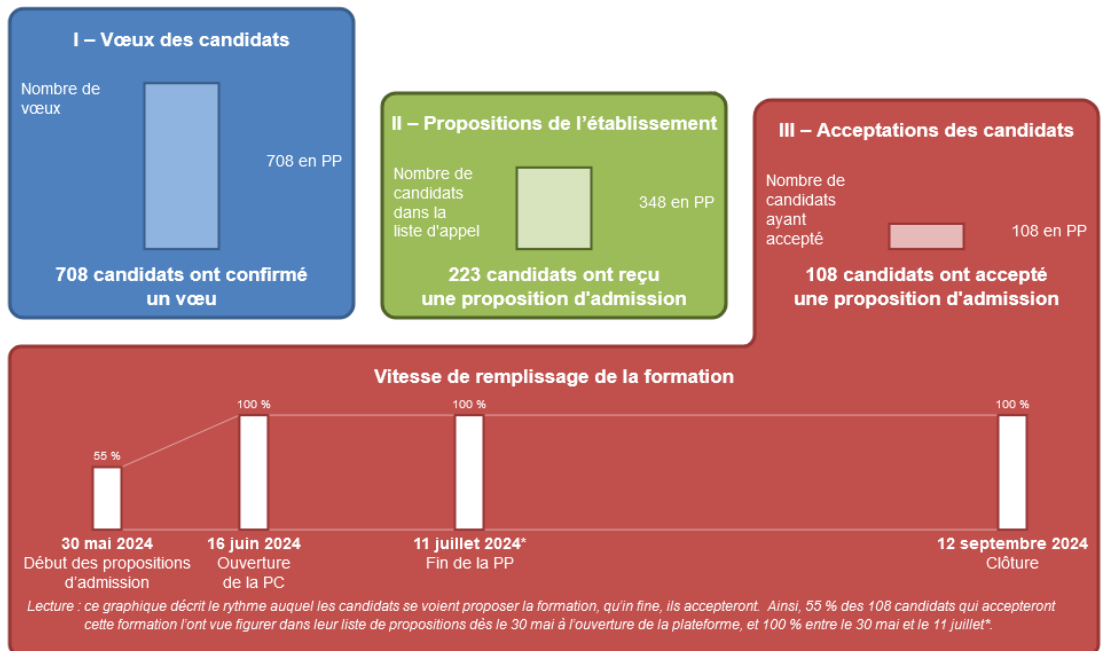 I – Vœux des candidats
Nombre de
vœux
708 en PP
708 candidats ont confirmé
un vœu
II – Propositions de l'établissement
Nombre de
candidats
dans la
liste d'appel
348 en PP
223 candidats ont reçu
une proposition d'admission
III – Acceptations des candidats
Nombre de
candidats
ayant
accepté
108 en PP
108 candidats ont accepté
une proposition d'admission
Vitesse de remplissage de la formation
55 %
100 %
100 %
100 %
30 mai 2024
Début des propositions
d'admission
16 juin 2024
Ouverture
de la PC
11 juillet 2024*
Fin de la PP
12 septembre 2024
Clôture
Lecture : ce graphique décrit le rythme auquel les candidats se voient proposer la formation, qu'in fine, ils accepteront. Ainsi, 55 % des 108 candidats qui accepteront
cette formation l'ont vue figurer dans leur liste de propositions dès le 30 mai à l'ouverture de la plateforme, et 100 % entre le 30 mai et le 11 juillet*.